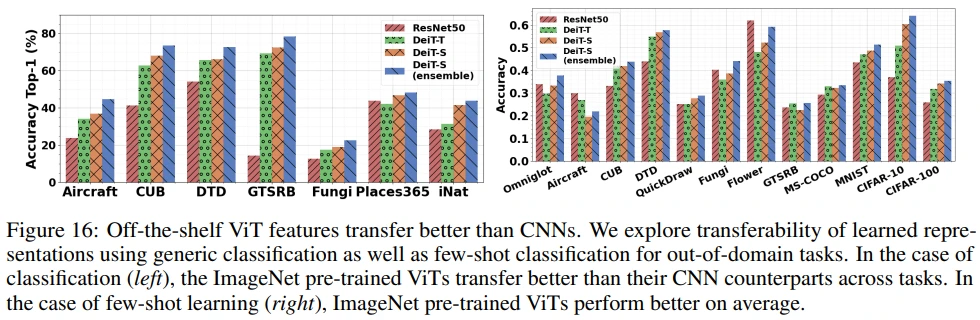 80
60
40
20
0
Accuracy Top-1 (%)
ResNet50
DeiT-T
DeiT-S
DeiT-S
(ensemble)
Aircraft CUB DTD GTSRB Fungi Places365 iNat
0.6
0.5
0.4
0.3
0.2
0.1
0.0
Accuracy
ResNet50
DeiT-T
DeiT-S
DeiT-S
(ensemble)
Omniglot
Aircraft
CUB
DTD
QuickDraw
Fungi
Flower
GTSRB
MS-COCO
MNIST
CIFAR-10
CIFAR-100
Figure 16: Off-the-shelf ViT features transfer better than CNNs. We explore transferability of learned repre-
sentations using generic classification as well as few-shot classification for out-of-domain tasks. In the case of
classification (left), the ImageNet pre-trained ViTs transfer better than their CNN counterparts across tasks. In
the case of few-shot learning (right), ImageNet pre-trained ViTs perform better on average.